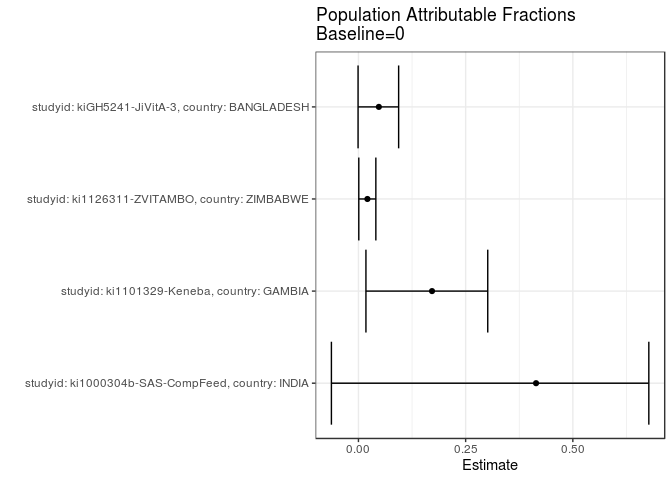 Population Attributable Fractions
Baseline=0
studyid: kiGH5241-JiVitA-3, country: BANGLADESH
studyid: ki1126311-ZVITAMBO, country: ZIMBABWE
studyid: ki1101329-Keneba, country: GAMBIA
studyid: ki1000304b-SAS-CompFeed, country: INDIA
0.00 0.25 0.50
Estimate